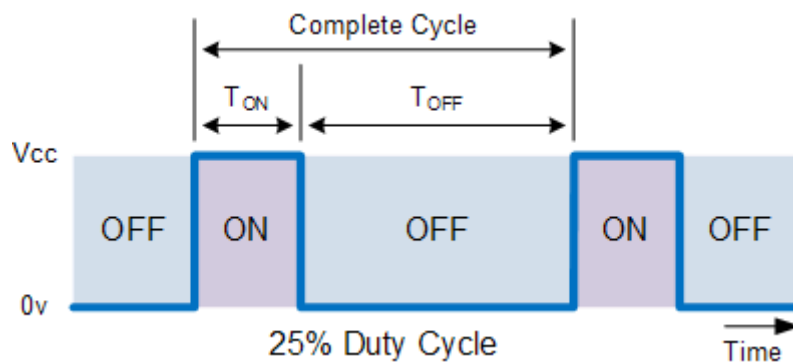 Complete Cycle
TON TOFF
Vcc
OFF ON OFF ON OFF
0v
25% Duty Cycle Time